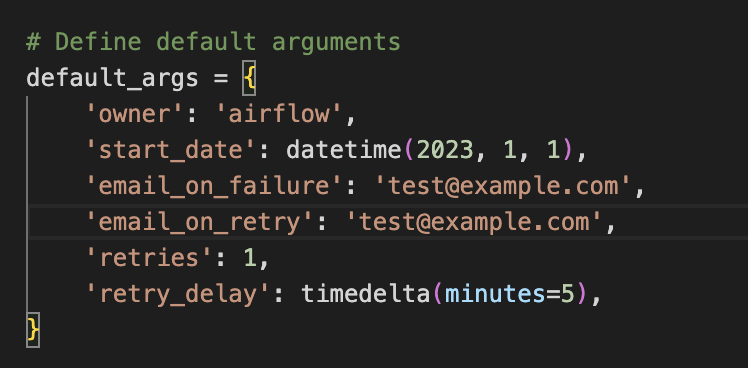 # Define default arguments
default_args = {
    'owner': 'airflow',
    'start_date': datetime(2023, 1, 1),
    'email_on_failure': 'test@example.com',
    'email_on_retry': 'test@example.com',
    'retries': 1,
    'retry_delay': timedelta(minutes=5),
}